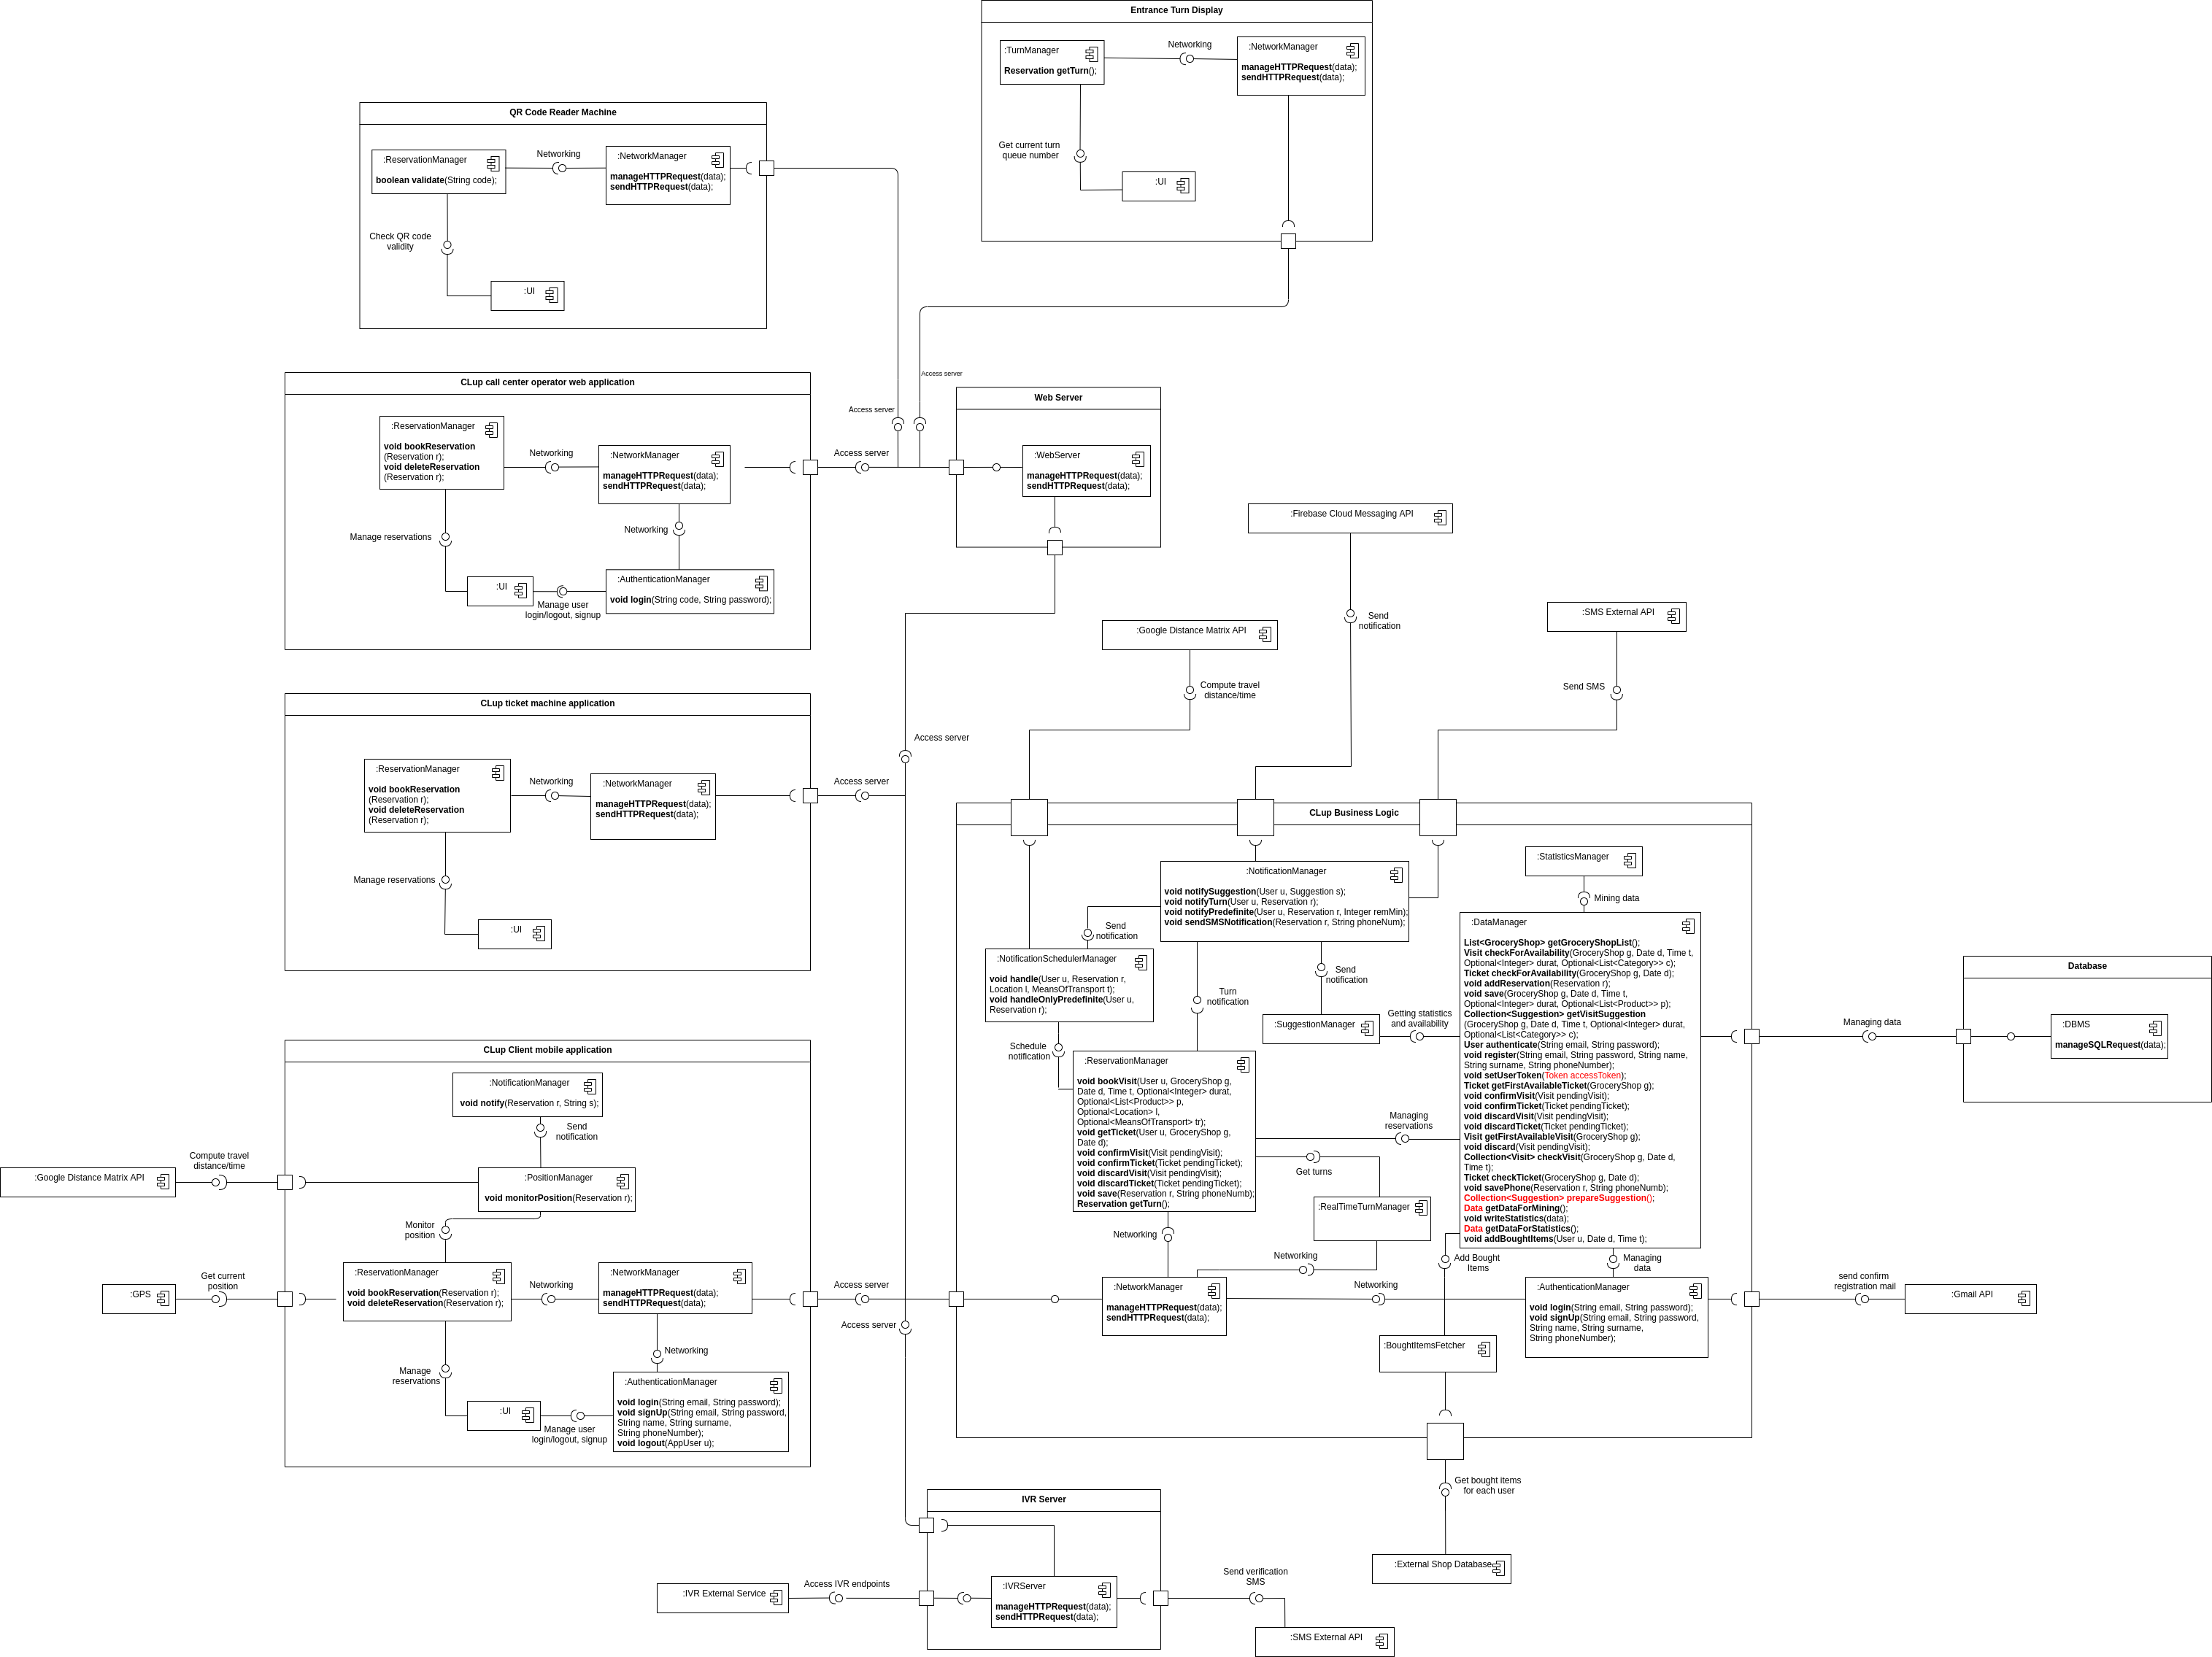 Entrance Turn Display
:TurnManager
Reservation getTurn();
Networking
:NetworkManager
manageHTTPRequest(data);
sendHTTPRequest(data);
Get current turn
queue number
:UI
QR Code Reader Machine
:ReservationManager
boolean validate(String code);
Networking
:NetworkManager
manageHTTPRequest(data);
sendHTTPRequest(data);
Check QR code
validity
:UI
Access server
Access server
CLup call center operator web application
:ReservationManager
void bookReservation
(Reservation r);
void deleteReservation
(Reservation r);
Networking
:NetworkManager
manageHTTPRequest(data);
sendHTTPRequest(data);
Networking
Manage reservations
:UI
Manage user
login/logout, signup
:AuthenticationManager
void login(String code, String password);
Access server
Web Server
:WebServer
manageHTTPRequest(data);
sendHTTPRequest(data);
:Firebase Cloud Messaging API
Send
notification
:Google Distance Matrix API
Compute travel
distance/time
:SMS External API
Send SMS
CLup ticket machine application
:ReservationManager
void bookReservation
(Reservation r);
void deleteReservation
(Reservation r);
Networking
:NetworkManager
manageHTTPRequest(data);
sendHTTPRequest(data);
Manage reservations
:UI
Access server
Access server
CLup Business Logic
:NotificationManager
void notifySuggestion(User u, Suggestion s);
void notifyTurn(User u, Reservation r);
void notifyPredefinite(User u, Reservation r, Integer remMin);
void sendSMSNotification(Reservation r, String phoneNum);
:StatisticsManager
Mining data
Send
notification
:NotificationSchedulerManager
void handle(User u, Reservation r,
Location l, MeansOfTransport t);
void handleOnlyPredefinite(User u,
Reservation r);
Turn
notification
Send
notification
:SuggestionManager
Getting statistics
and availability
Schedule
notification
:DataManager
List<GroceryShop> getGroceryShopList();
Visit checkForAvailability(GroceryShop g, Date d, Time t,
Optional<Integer> durat, Optional<List<Category>> c);
Ticket checkForAvailability(GroceryShop g, Date d);
void addReservation(Reservation r);
void save(GroceryShop g, Date d, Time t,
Optional<Integer> durat, Optional<List<Product>> p);
Collection<Suggestion> getVisitSuggestion
(GroceryShop g, Date d, Time t, Optional<Integer> durat,
Optional<List<Category>> c);
User authenticate(String email, String password);
void register(String email, String password, String name,
String surname, String phoneNumber);
void setUserToken(Token accessToken);
Ticket getFirstAvailableTicket(GroceryShop g);
void confirmVisit(Visit pendingVisit);
void confirmTicket(Ticket pendingTicket);
void discardVisit(Visit pendingVisit);
void discardTicket(Ticket pendingTicket);
Visit getFirstAvailableVisit(GroceryShop g);
void discard(Visit pendingVisit);
Collection<Visit> checkVisit(GroceryShop g, Date d,
Time t);
Ticket checkTicket(GroceryShop g, Date d);
void savePhone(Reservation r, String phoneNumb);
Collection<Suggestion> prepareSuggestion();
Data getDataForMining();
void writeStatistics(data);
Data getDataForStatistics();
void addBoughtItems(User u, Date d, Time t);
:ReservationManager
void bookVisit(User u, GroceryShop g,
Date d, Time t, Optional<Integer> durat,
Optional<List<Product>> p,
Optional<Location> l,
Optional<MeansOfTransport> tr);
void getTicket(User u, GroceryShop g,
Date d);
void confirmVisit(Visit pendingVisit);
void confirmTicket(Ticket pendingTicket);
void discardVisit(Visit pendingVisit);
void discardTicket(Ticket pendingTicket);
void save(Reservation r, String phoneNumb);
Reservation getTurn();
Managing
reservations
Get turns
:RealTimeTurnManager
Networking
Networking
Networking
:NetworkManager
manageHTTPRequest(data);
sendHTTPRequest(data);
Add Bought
Items
Managing
data
:AuthenticationManager
void login(String email, String password);
void signUp(String email, String password,
String name, String surname,
String phoneNumber);
:BoughtItemsFetcher
Managing data
Database
:DBMS
manageSQLRequest(data);
send confirm
registration mail
:Gmail API
CLup Client mobile application
:NotificationManager
void notify(Reservation r, String s);
Send
notification
:PositionManager
void monitorPosition(Reservation r);
Compute travel
distance/time
:Google Distance Matrix API
Monitor
position
Get current
position
:GPS
:ReservationManager
void bookReservation(Reservation r);
void deleteReservation(Reservation r);
Networking
:NetworkManager
manageHTTPRequest(data);
sendHTTPRequest(data);
Networking
Manage
reservations
:UI
Manage user
login/logout, signup
:AuthenticationManager
void login(String email, String password);
void signUp(String email, String password,
String name, String surname,
String phoneNumber);
void logout(AppUser u);
Access server
Access server
Get bought items
for each user
:External Shop Database
IVR Server
:IVRServer
manageHTTPRequest(data);
sendHTTPRequest(data);
:IVR External Service
Access IVR endpoints
Send verification
SMS
:SMS External API